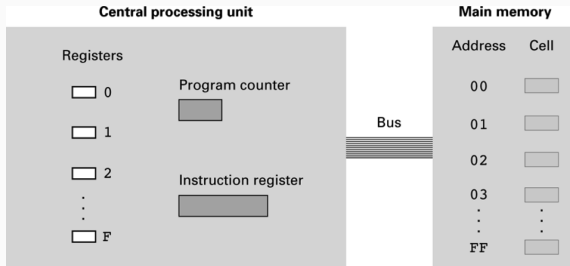 Central processing unit
Main memory
Registers
0
1
2
F
Program counter
Instruction register
Bus
Address Cell
00
01
02
03
FF